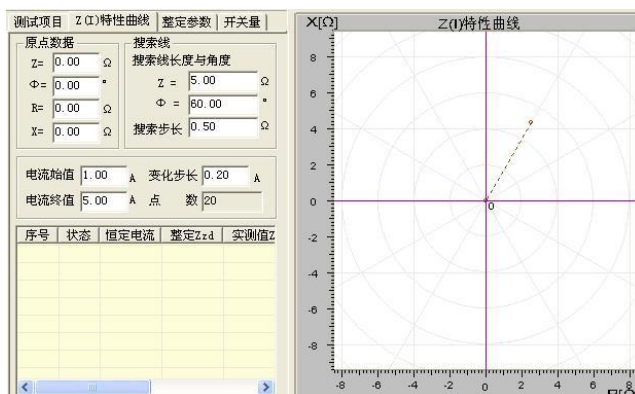 测试项目 Z(I)特性曲线 整定参数 开关量
原点数据
Z= 0.00 Ω
Φ= 0.00 °
R= 0.00 Ω
X= 0.00 Ω
搜索线
搜索线长度与角度
Z = 5.00 Ω
Φ = 60.00 °
搜索步长 0.50 Ω
电流始值 1.00 A 变化步长 0.20 A
电流终值 5.00 A 点 数 20
序号 状态 恒定电流 整定Zzd 实测值Z
X[Ω] Z(I)特性曲线
8
6
4
2
0
-2
-4
-6
-8
0
-8 -6 -4 -2 0 2 4 6 8